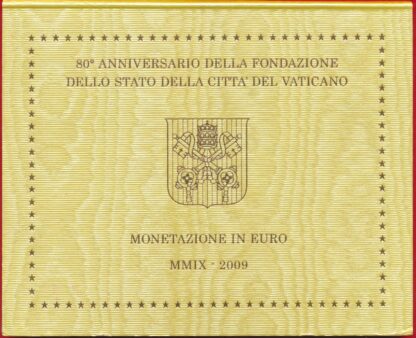 80° ANNIVERSARIO DELLA FONDAZIONE
DELLO STATO DELLA CITTA' DEL VATICANO
MONETAZIONE IN EURO
MMIX - 2009